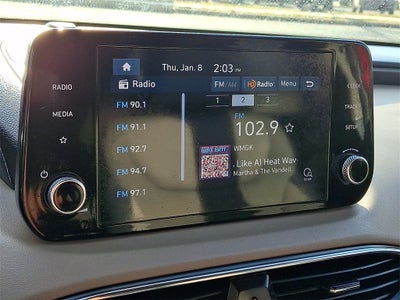 Thu, Jan. 8
2:03 PM
RADIO
MEDIA
Radio
FM/AM
HD Radio
Menu
1 2 3
FM 90.1
FM 91.1
FM 92.7
FM 94.7
FM 97.1
FM
102.9
WMGK
. Like A| Heat Wav
Martha & The Vandell
TRACK
SETUP